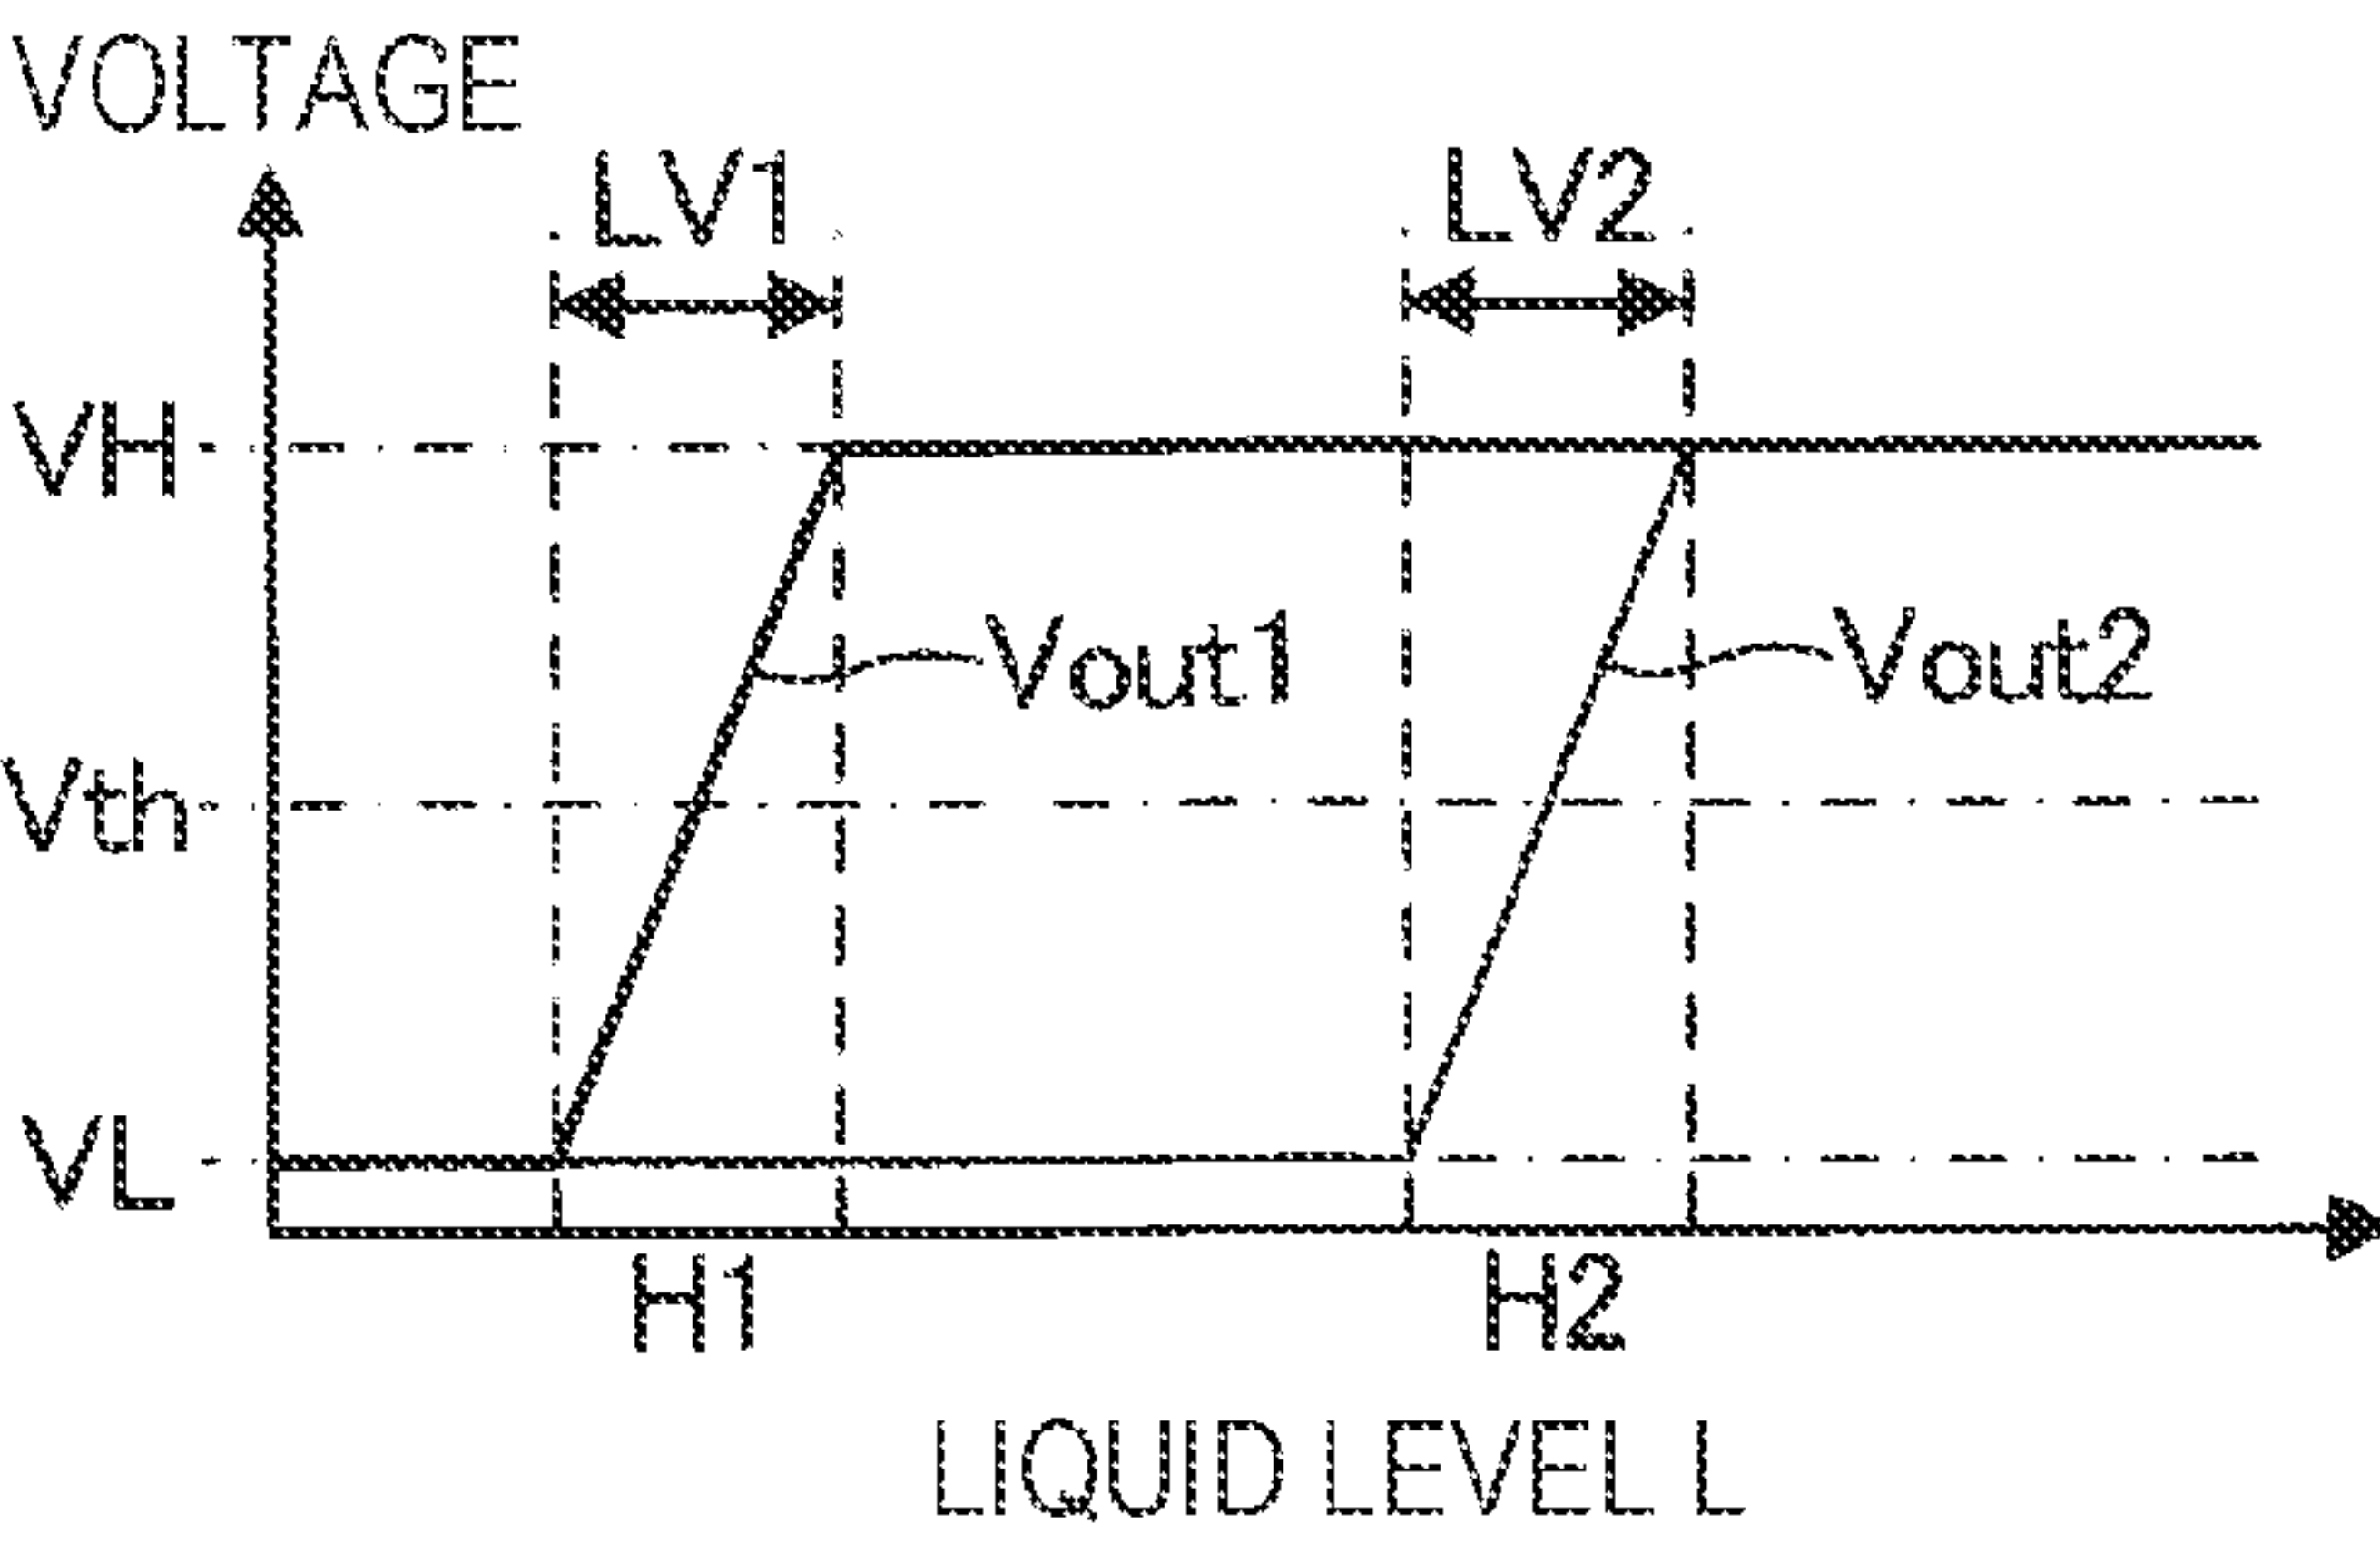 VOLTAGE
LV1 LV2
VH
Vout1 Vout2
Vth
VL
H1 H2
LIQUID LEVEL L